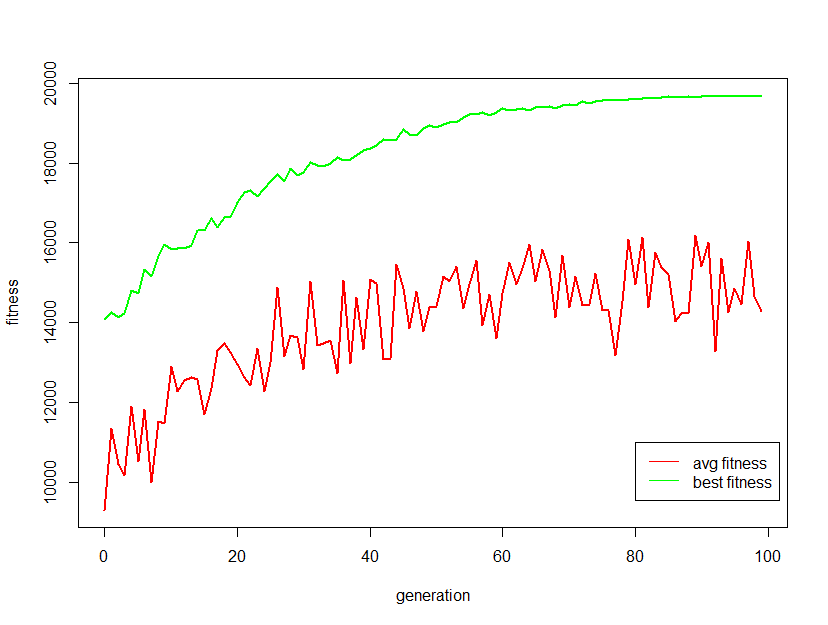 20000
18000
16000
14000
12000
10000
fitness
avg fitness
best fitness
0 20 40 60 80 100
generation